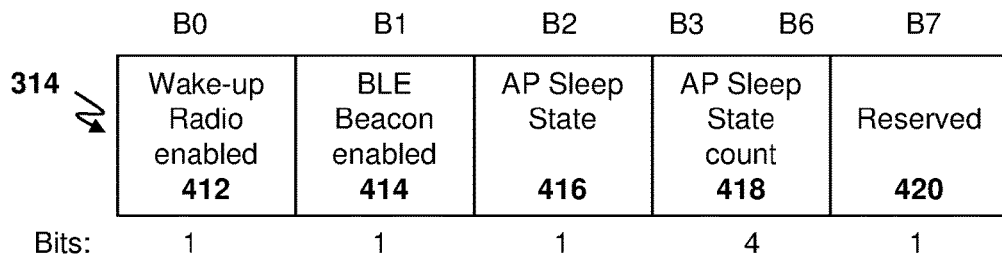 B0 B1 B2 B3 B6 B7
314
Wake-up Radio enabled 412
BLE Beacon enabled 414
AP Sleep State 416
AP Sleep State count 418
Reserved 420
Bits: 1 1 1 4 1